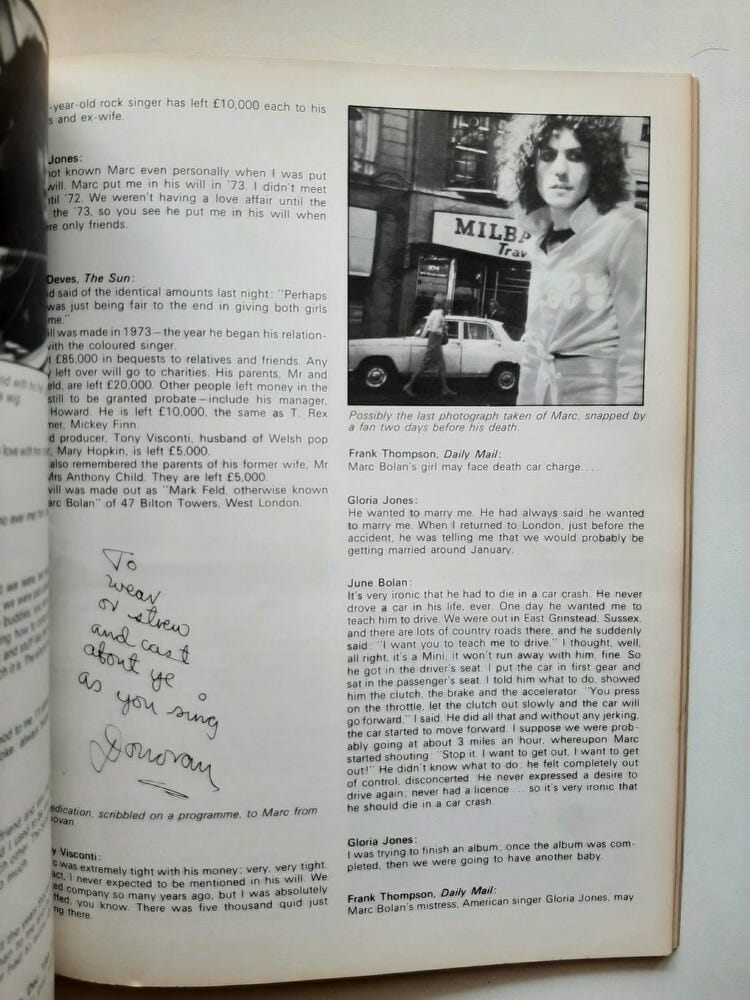 -year-old rock singer has left £10,000 each to his
s and ex-wife.
Jones:
not known Marc even personally when I was put
will. Marc put me in his will in '73. I didn't meet
til '72. We weren't having a love affair until the
the '73, so you see he put me in his will when
re only friends.
Deves, The Sun:
d said of the identical amounts last night: "Perhaps
was just being fair to the end in giving both girls
me."
ill was made in 1973–the year he began his relation-
with the coloured singer.
t £85,000 in bequests to relatives and friends. Any
y left over will go to charities. His parents, Mr and
eld, are left £20,000. Other people left money in the
still to be granted probate–include his manager,
Howard. He is left £10,000, the same as T. Rex
ner, Mickey Finn.
d producer, Tony Visconti, husband of Welsh pop
r, Mary Hopkin, is left £5,000.
also remembered the parents of his former wife, Mr
Mrs Anthony Child. They are left £5,000.
will was made out as "Mark Feld, otherwise known
arc Bolan" of 47 Bilton Towers, West London.
To
wear
or strew
and cast
about ye
as you sing
Donovan
edication, scribbled on a programme, to Marc from
ovan.
y Visconti:
c was extremely tight with his money; very, very tight.
act, I never expected to be mentioned in his will. We
ed company so many years ago, but I was absolutely
ffed, you know. There was five thousand quid just
ng there.
MILBA
Trav
Possibly the last photograph taken of Marc, snapped by
a fan two days before his death.
Frank Thompson, Daily Mail:
Marc Bolan's girl may face death car charge....
Gloria Jones:
He wanted to marry me. He had always said he wanted
to marry me. When I returned to London, just before the
accident, he was telling me that we would probably be
getting married around January.
June Bolan:
It's very ironic that he had to die in a car crash. He never
drove a car in his life, ever. One day he wanted me to
teach him to drive. We were out in East Grinstead, Sussex,
and there are lots of country roads there, and he suddenly
said: "I want you to teach me to drive." I thought, well,
all right, it's a Mini, it won't run away with him, fine. So
he got in the driver's seat. I put the car in first gear and
sat in the passenger's seat. I told him what to do, showed
him the clutch, the brake and the accelerator. "You press
on the throttle, let the clutch out slowly and the car will
go forward," I said. He did all that and without any jerking,
the car started to move forward. I suppose we were prob-
ably going at about 3 miles an hour, whereupon Marc
started shouting "Stop it. I want to get out. I want to get
out!" He didn't know what to do; he felt completely out
of control, disconcerted. He never expressed a desire to
drive again; never had a licence... so it's very ironic that
he should die in a car crash.
Gloria Jones:
I was trying to finish an album; once the album was com-
pleted, then we were going to have another baby.
Frank Thompson, Daily Mail:
Marc Bolan's mistress, American singer Gloria Jones, may